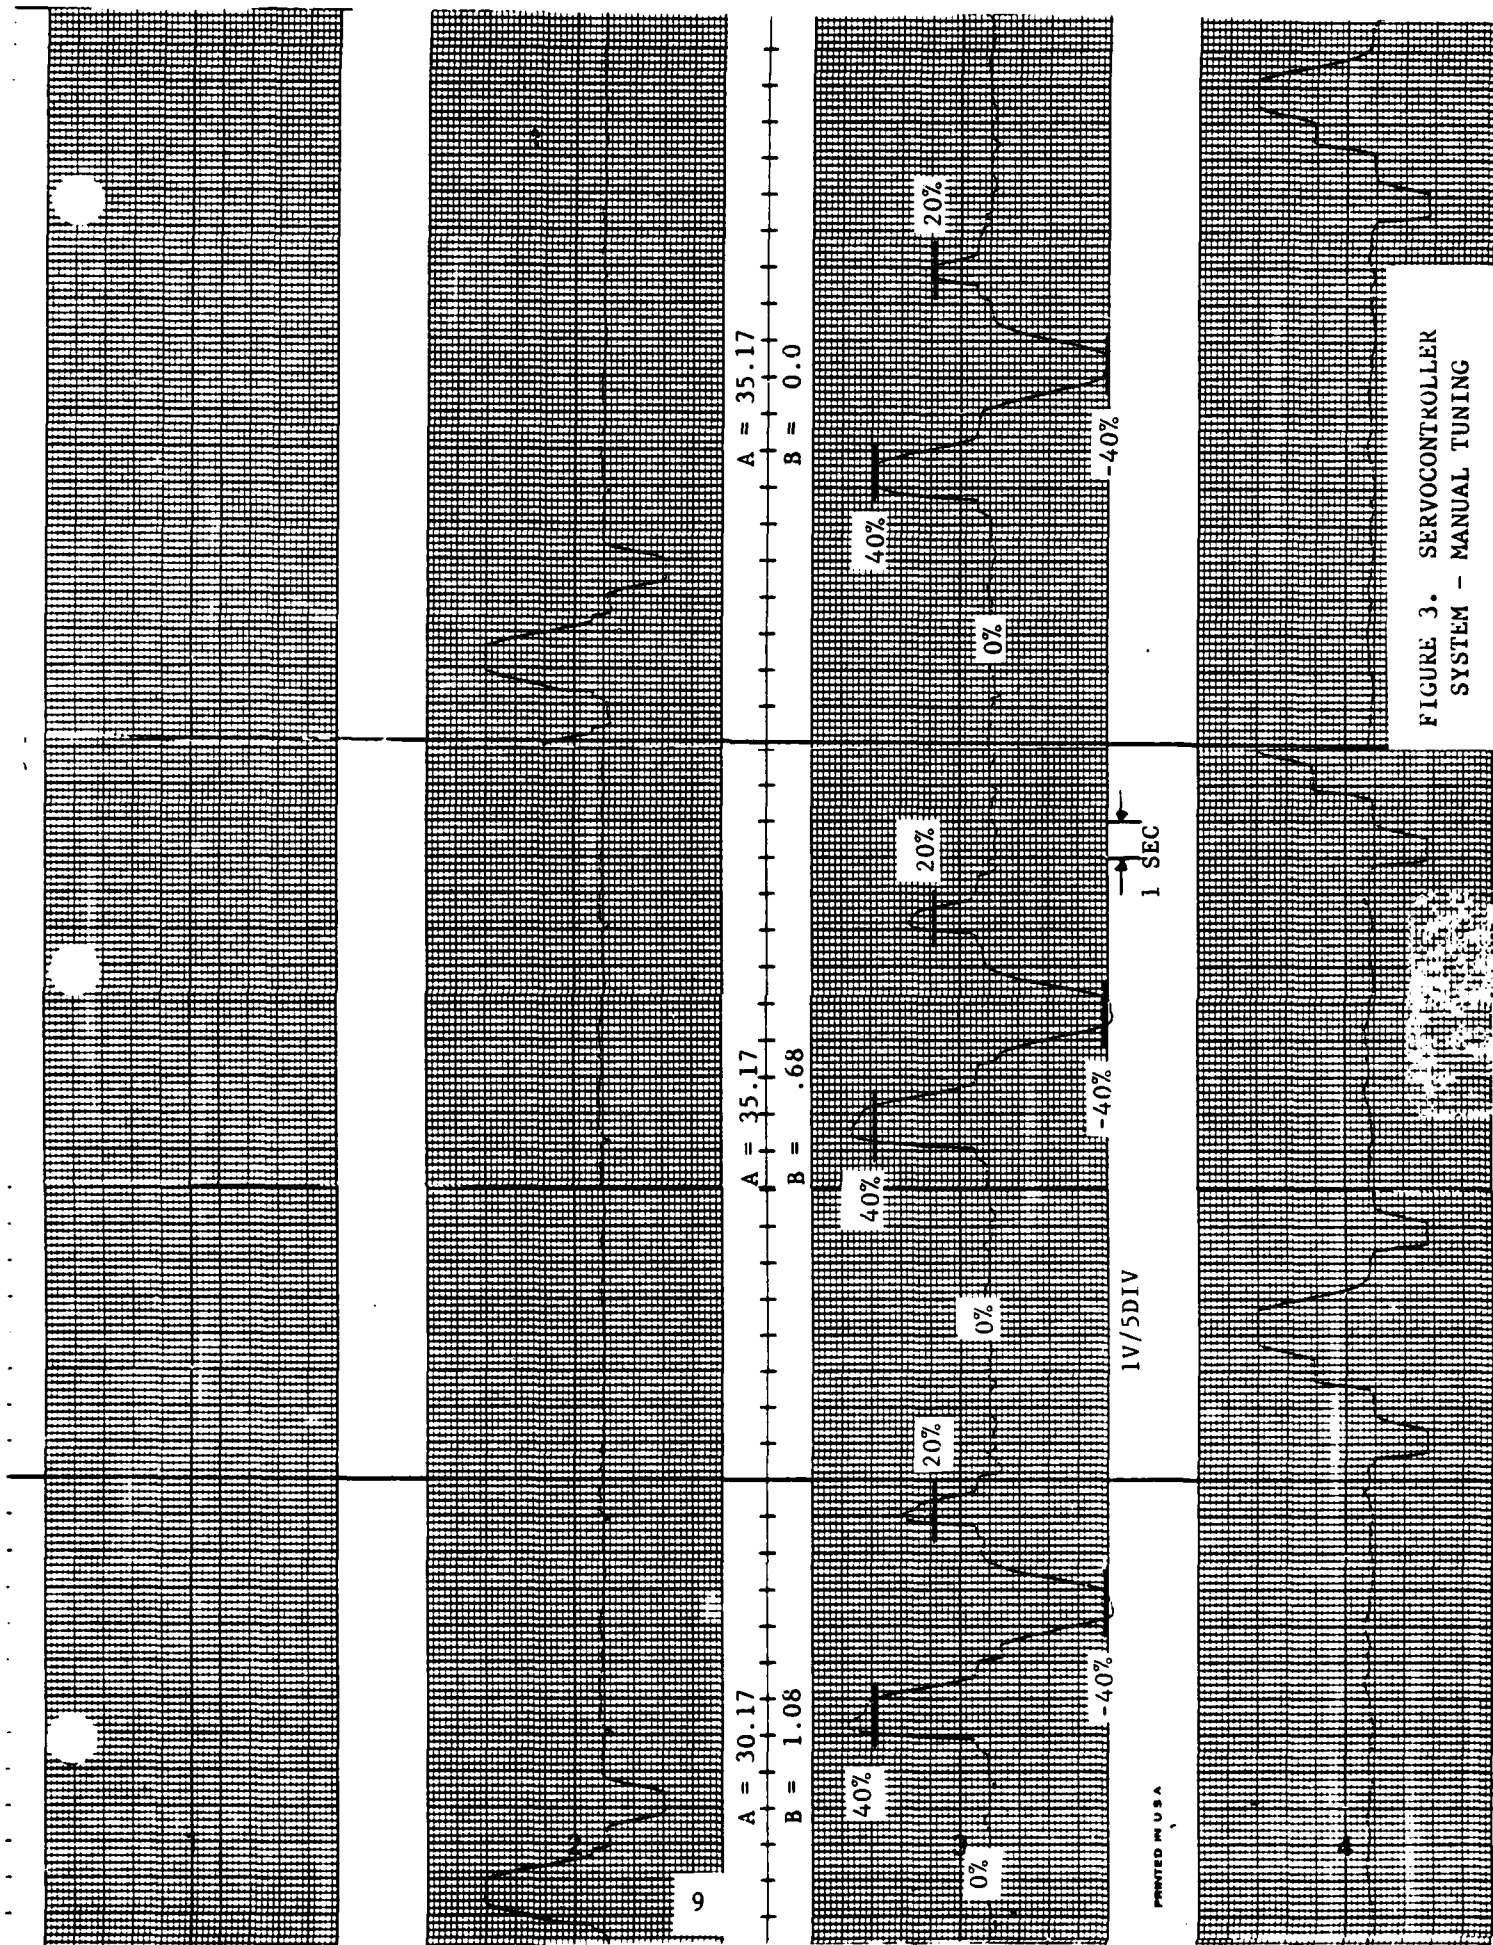 A = 30.17
B = 1.08
A = 35.17
B = .68
A = 35.17
B = 0.0
0%
40%
-40%
20%
0%
40%
-40%
20%
0%
40%
-40%
20%
1V/5DIV
1 SEC
PRINTED IN U S A
FIGURE 3. SERVOCONTROLLER
SYSTEM - MANUAL TUNING
9